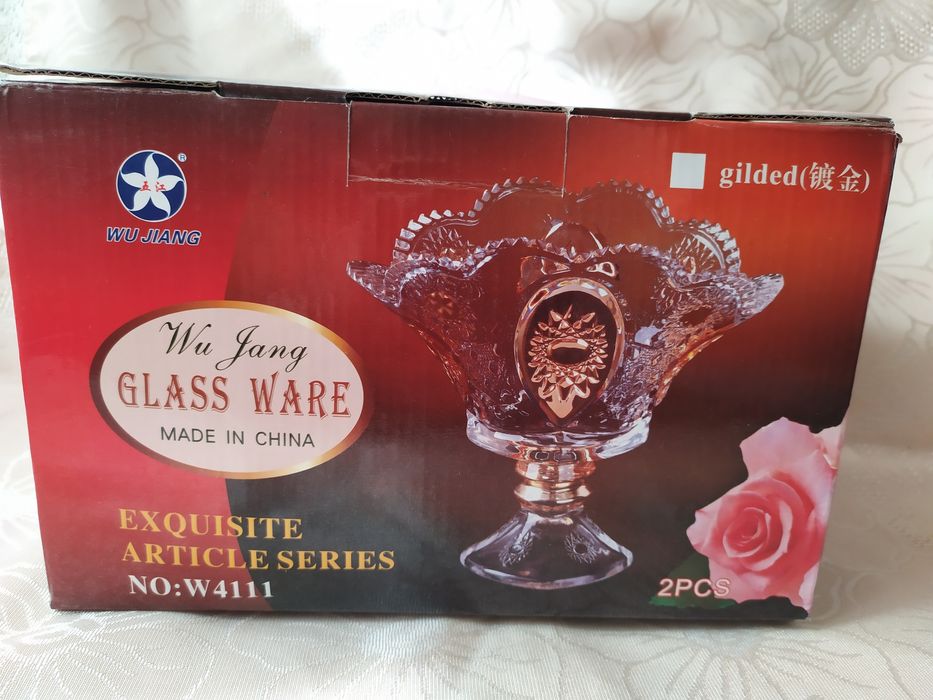 五江
®
WU JIANG
gilded(镀金)
Wu Jang
GLASS WARE
MADE IN CHINA
EXQUISITE
ARTICLE SERIES
NO:W4111
2PCS